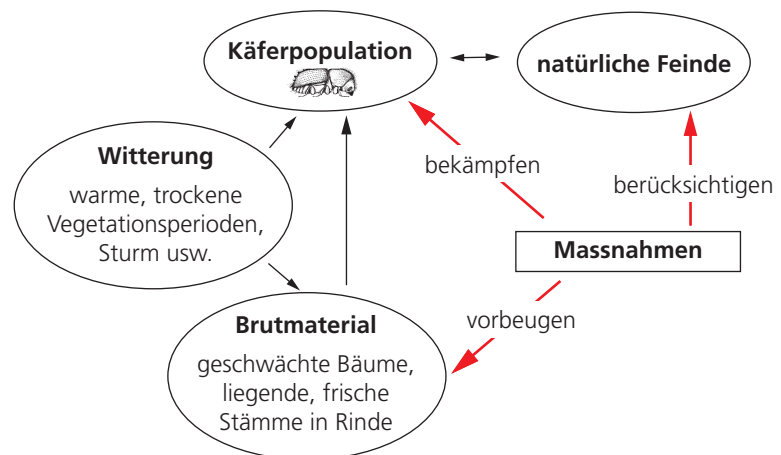 Käferpopulation
natürliche Feinde
bekämpfen
berücksichtigen
Witterung
warme, trockene
Vegetationsperioden,
Sturm usw.
Massnahmen
vorbeugen
Brutmaterial
geschwächte Bäume,
liegende, frische
Stämme in Rinde